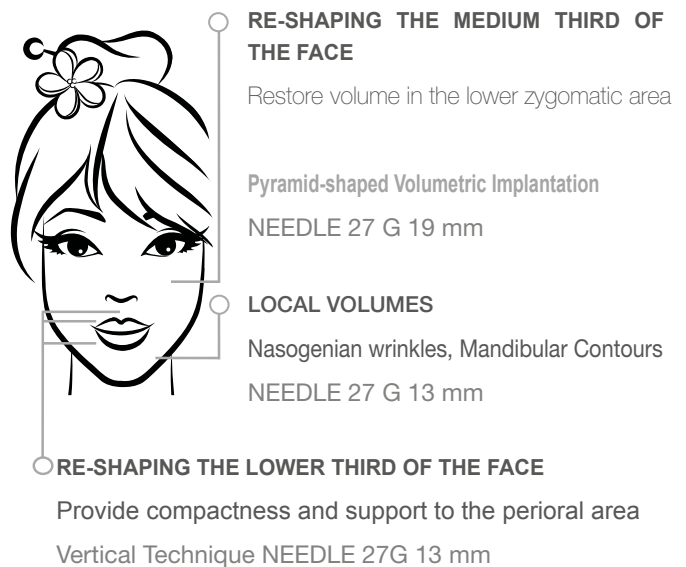 RE-SHAPING THE MEDIUM THIRD OF
THE FACE
Restore volume in the lower zygomatic area
Pyramid-shaped Volumetric Implantation
NEEDLE 27 G 19 mm
LOCAL VOLUMES
Nasogenian wrinkles, Mandibular Contours
NEEDLE 27 G 13 mm
RE-SHAPING THE LOWER THIRD OF THE FACE
Provide compactness and support to the perioral area
Vertical Technique NEEDLE 27G 13 mm